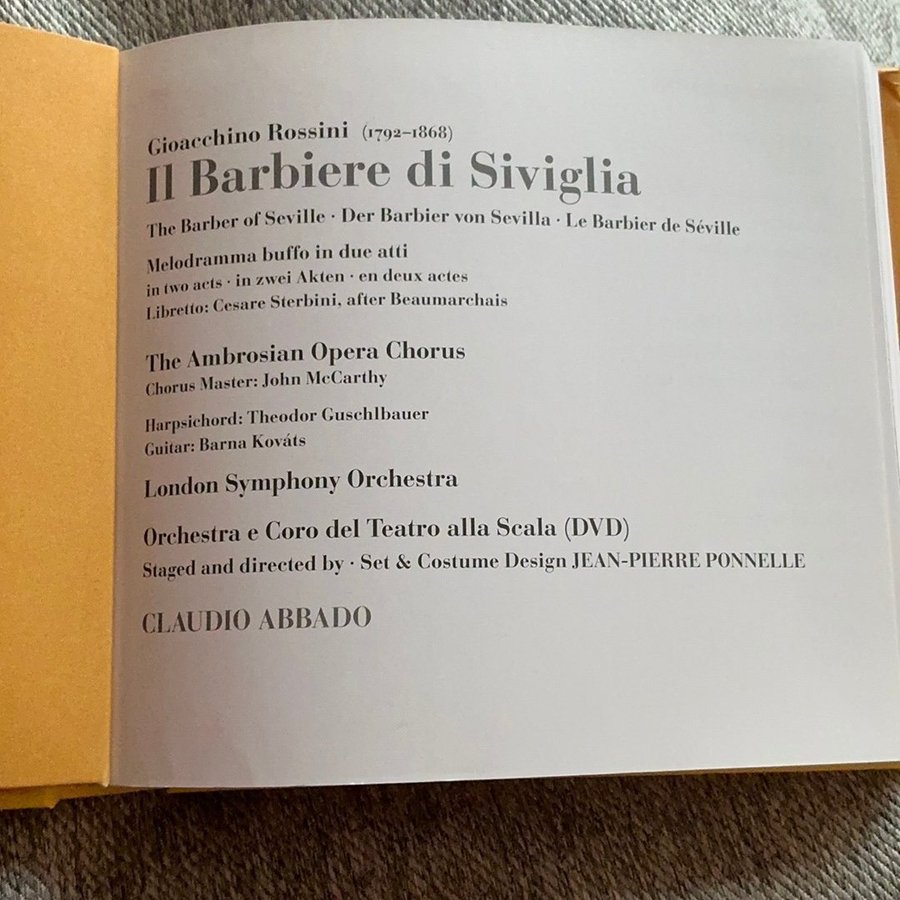 Gioacchino Rossini (1792–1868)
Il Barbiere di Siviglia
The Barber of Seville · Der Barbier von Sevilla · Le Barbier de Séville
Melodramma buffo in due atti
in two acts · in zwei Akten · en deux actes
Libretto: Cesare Sterbini, after Beaumarchais
The Ambrosian Opera Chorus
Chorus Master: John McCarthy
Harpsichord: Theodor Guschlbauer
Guitar: Barna Kováts
London Symphony Orchestra
Orchestra e Coro del Teatro alla Scala (DVD)
Staged and directed by · Set & Costume Design JEAN-PIERRE PONNELLE
CLAUDIO ABBADO